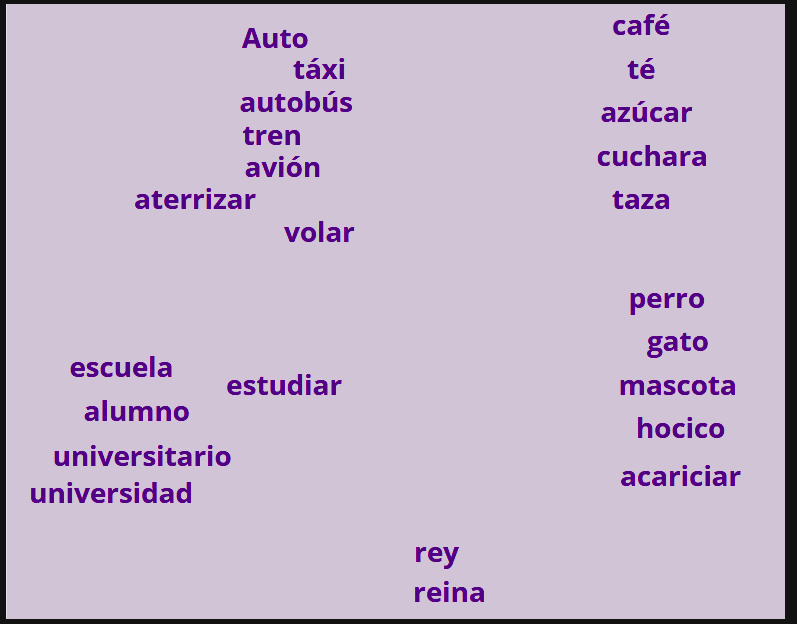 Auto
táxi
autobús
tren
avión
aterrizar
volar
café
té
azúcar
cuchara
taza
perro
gato
mascota
hocico
acariciar
escuela
estudiar
alumno
universitario
universidad
rey
reina